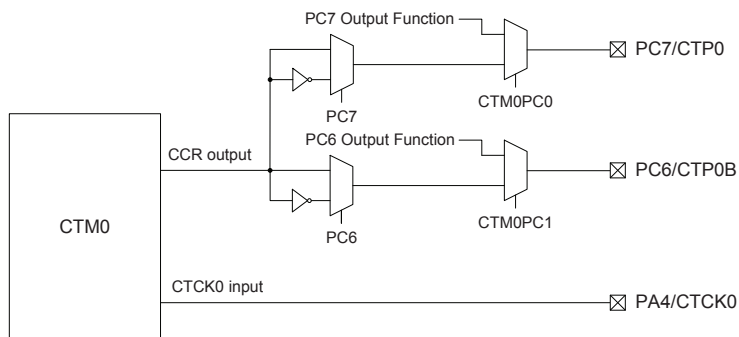 PC7 Output Function
PC7/CTP0
PC7
CTM0PC0
CCR output
PC6 Output Function
PC6/CTP0B
CTM0
PC6
CTM0PC1
CTCK0 input
PA4/CTCK0